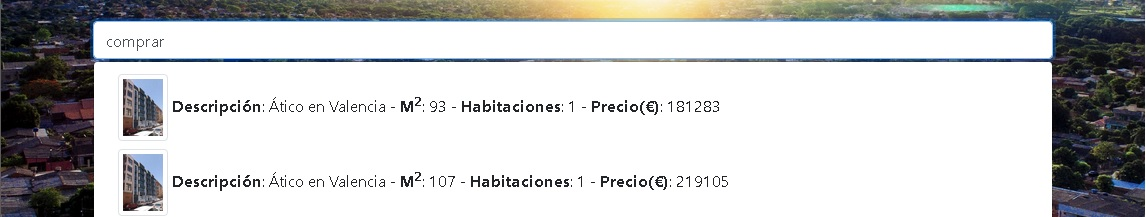 comprar
Descripción: Ático en Valencia - M²: 93 - Habitaciones: 1 - Precio(€): 181283
Descripción: Ático en Valencia - M²: 107 - Habitaciones: 1 - Precio(€): 219105